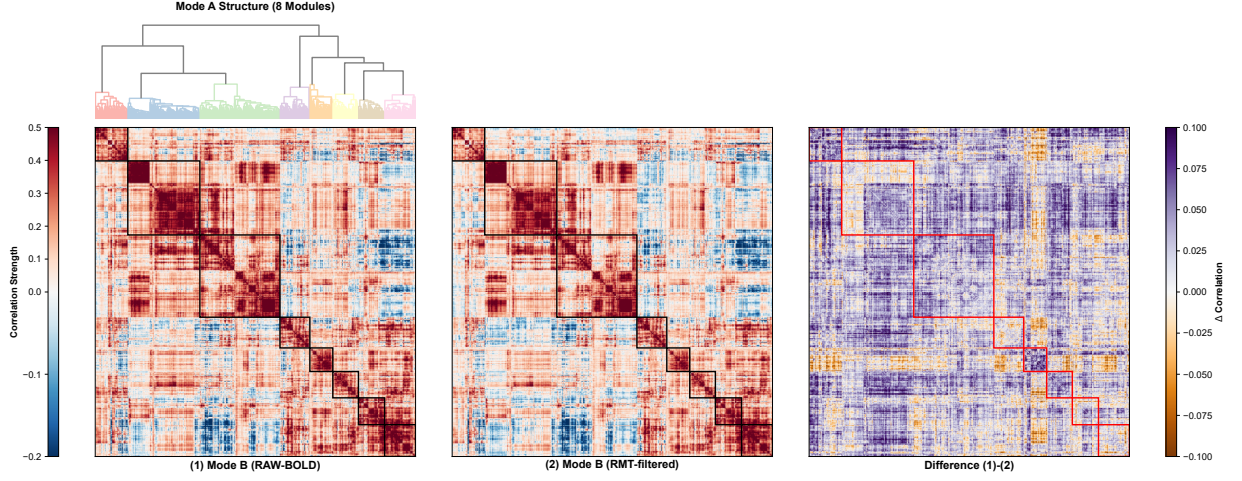 Mode A Structure (8 Modules)
0.5
0.4
0.3
0.2
0.1
0.0
−0.1
−0.2
Correlation Strength
(1) Mode B (RAW-BOLD)
(2) Mode B (RMT-filtered)
Difference (1)-(2)
0.100
0.075
0.050
0.025
0.000
−0.025
−0.050
−0.075
−0.100
Δ Correlation